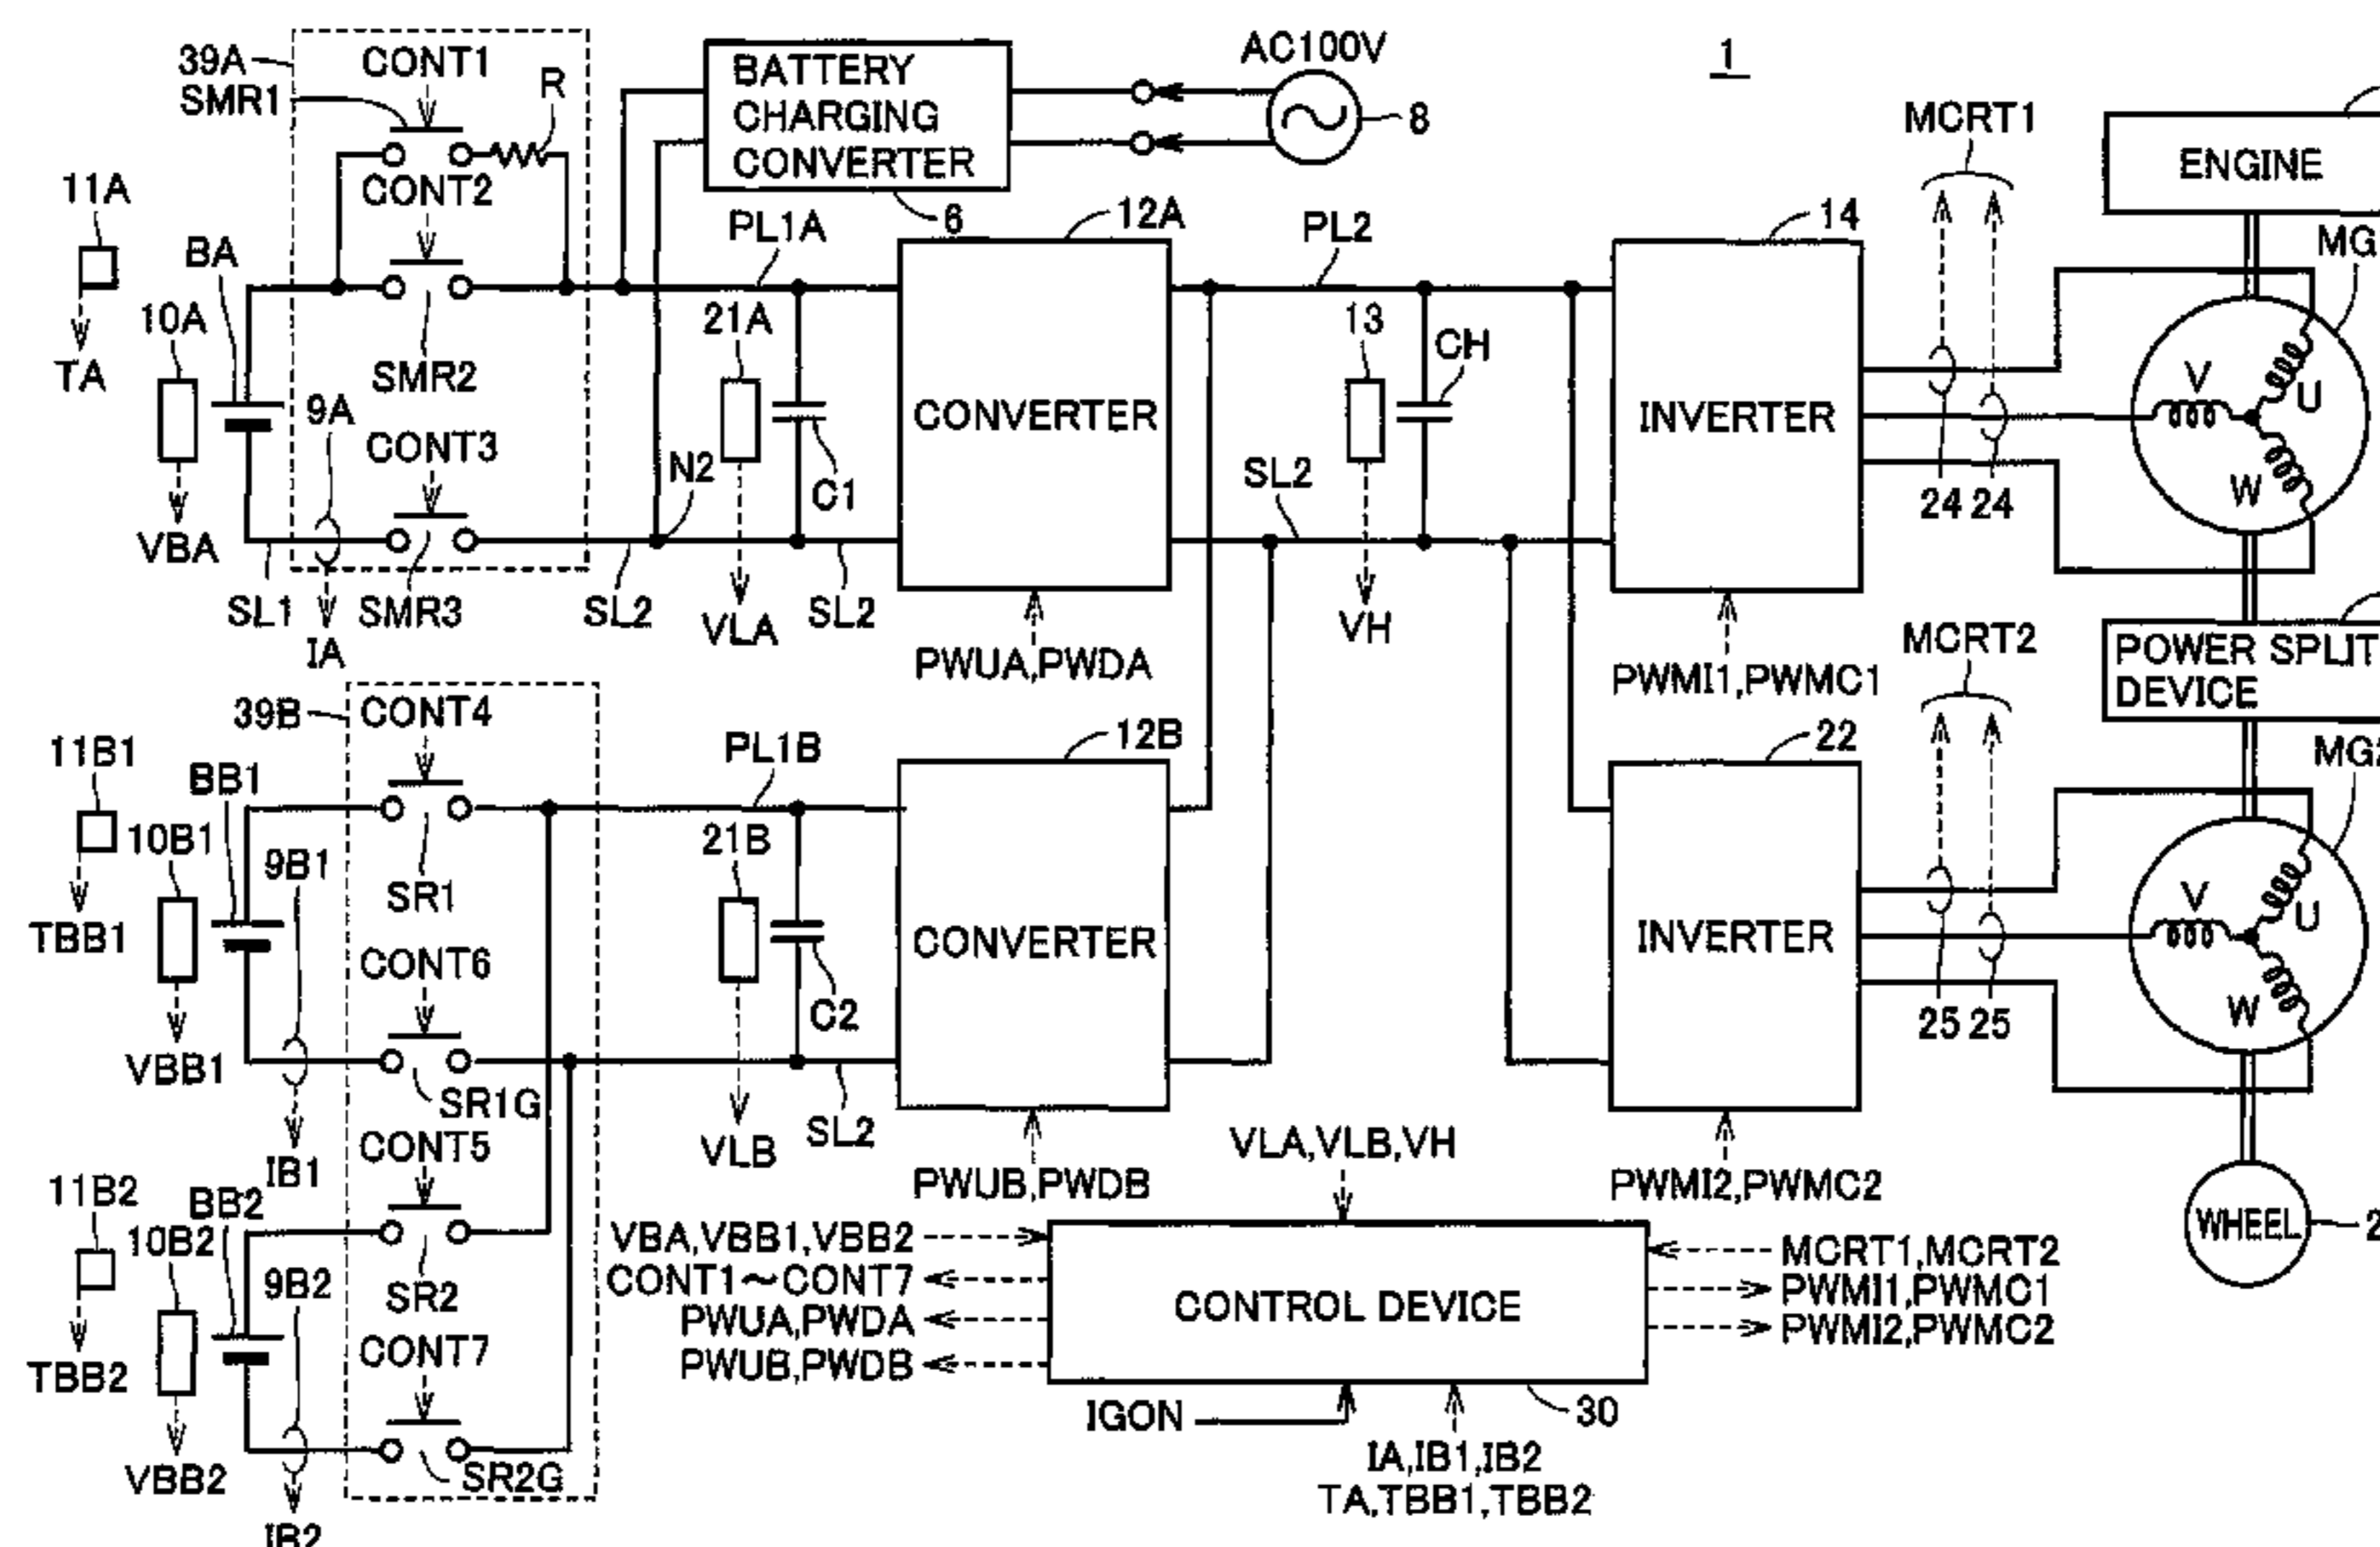 1
39A
CONT1
SMR1
R
CONT2
SMR2
CONT3
SMR3
BATTERY
CHARGING
CONVERTER
6
AC100V
8
11A
TA
10A
VBA
BA
9A
SL1
IA
SL2
N2
PL1A
21A
VLA
C1
SL2
12A
CONVERTER
PWUA,PWDA
PL2
13
CH
SL2
VH
14
INVERTER
PWMI1,PWMC1
MCRT1
24 24
ENGINE
MG
V
U
W
POWER SPLIT
DEVICE
39B
CONT4
SR1
CONT6
SR1G
CONT5
SR2
CONT7
SR2G
11B1
TBB1
10B1
VBB1
BB1
9B1
IB1
11B2
TBB2
10B2
VBB2
BB2
9B2
IB2
PL1B
21B
VLB
C2
SL2
12B
CONVERTER
PWUB,PWDB
22
INVERTER
PWMI2,PWMC2
MCRT2
25 25
MG2
V
U
W
WHEEL
2
VLA,VLB,VH
VBA,VBB1,VBB2
CONT1~CONT7
PWUA,PWDA
PWUB,PWDB
CONTROL DEVICE
MCRT1,MCRT2
PWMI1,PWMC1
PWMI2,PWMC2
IGON
30
IA,IB1,IB2
TA,TBB1,TBB2